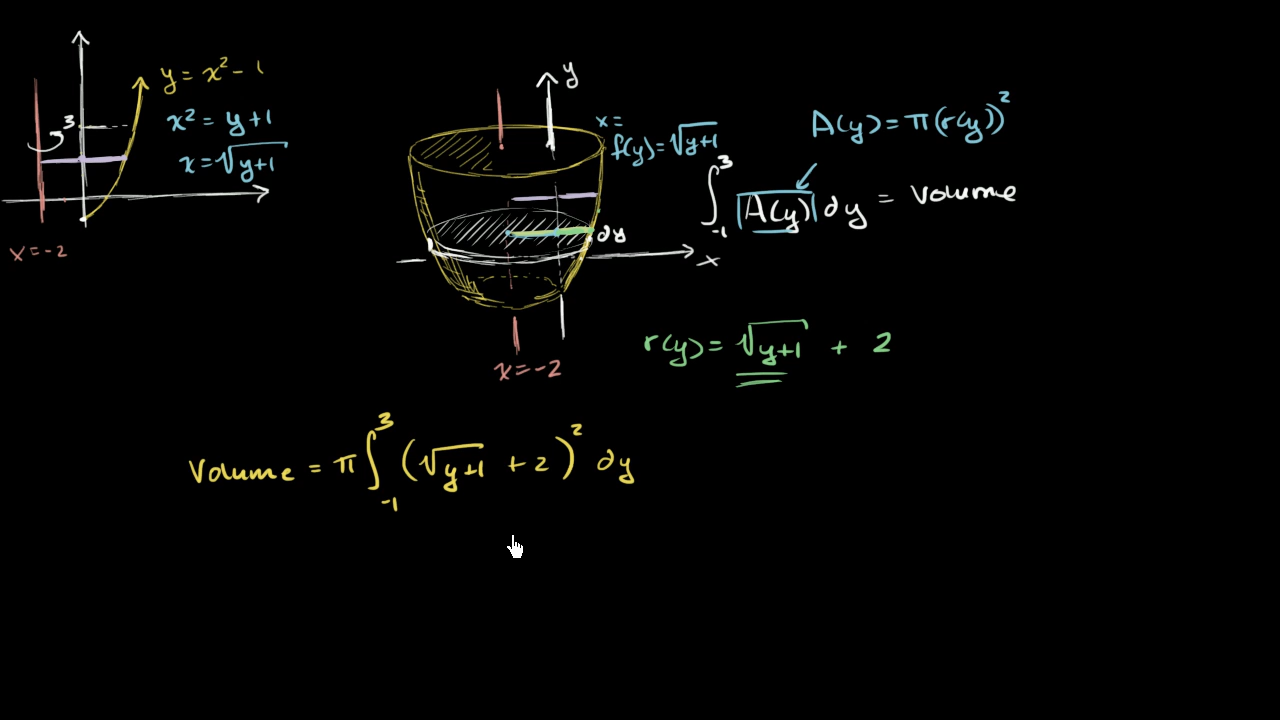 y = x² - 1
3
x² = y+1
x = √y+1
x = -2
y
x =
f(y) = √y+1
dy
x
x = -2
A(y) = π(r(y))²
∫₋₁³ A(y) dy = Volume
r(y) = √y+1 + 2
Volume = π ∫₋₁³ (√y+1 + 2)² dy